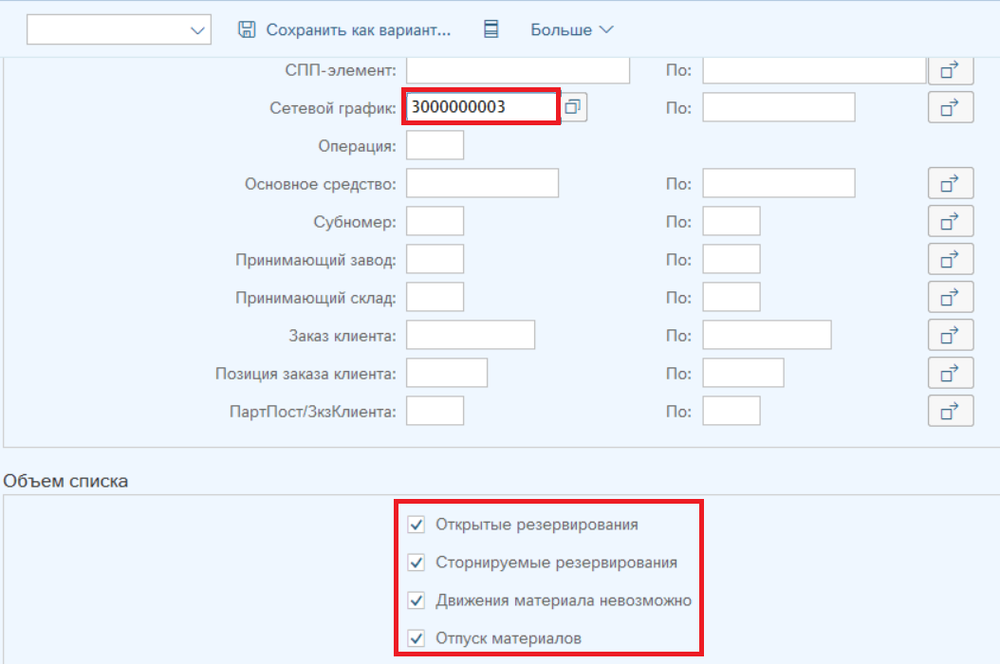 Сохранить как вариант... Больше
СПП-элемент: По:
Сетевой график: 3000000003 По:
Операция:
Основное средство: По:
Субномер: По:
Принимающий завод: По:
Принимающий склад: По:
Заказ клиента: По:
Позиция заказа клиента: По:
ПартПост/ЗкзКлиента: По:
Объем списка
Открытые резервирования
Сторнируемые резервирования
Движения материала невозможно
Отпуск материалов